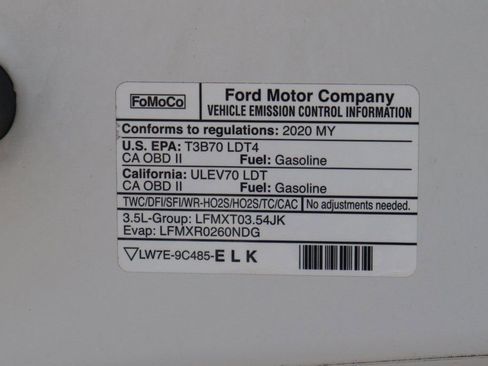 FoMoCo
Ford Motor Company
VEHICLE EMISSION CONTROL INFORMATION
Conforms to regulations: 2020 MY
U.S. EPA: T3B70 LDT4
CA OBD II Fuel: Gasoline
California: ULEV70 LDT
CA OBD II Fuel: Gasoline
TWC/DFI/SFI/WR-HO2S/HO2S/TC/CAC No adjustments needed.
3.5L-Group: LFMXT03.54JK
Evap: LFMXR0260NDG
LW7E-9C485-E L K